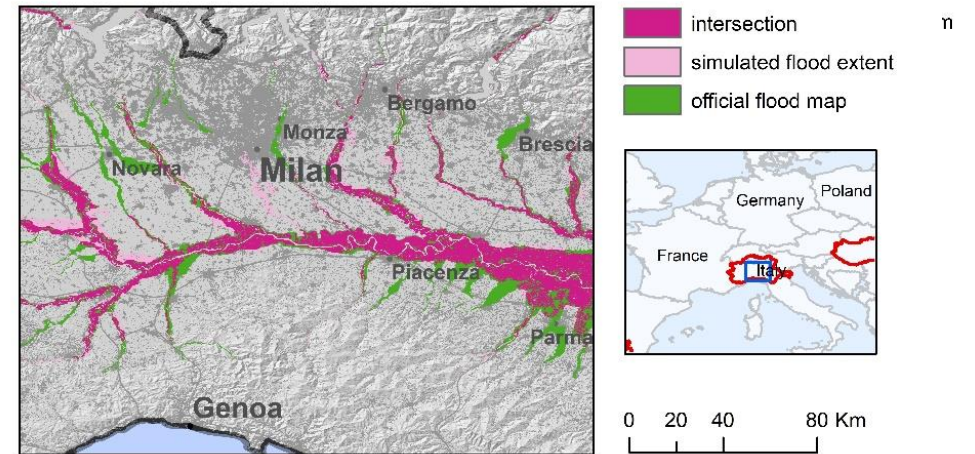 Bergamo
Monza
Brescia
Novara
Milan
Piacenza
Parma
Genoa
intersection
n
simulated flood extent
official flood map
Poland
Germany
France
Italy
0 20 40 80 Km